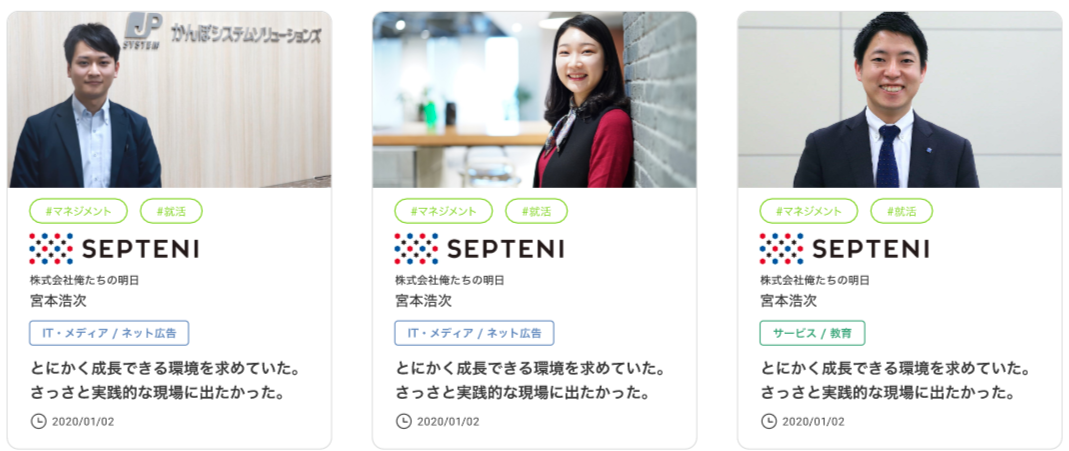 JP
SYSTEM
かんぽシステムソリューションズ
#マネジメント #就活
SEPTENI
株式会社俺たちの明日
宮本浩次
IT・メディア / ネット広告
とにかく成長できる環境を求めていた。
さっさと実践的な現場に出たかった。
2020/01/02
#マネジメント #就活
SEPTENI
株式会社俺たちの明日
宮本浩次
IT・メディア / ネット広告
とにかく成長できる環境を求めていた。
さっさと実践的な現場に出たかった。
2020/01/02
#マネジメント #就活
SEPTENI
株式会社俺たちの明日
宮本浩次
サービス / 教育
とにかく成長できる環境を求めていた。
さっさと実践的な現場に出たかった。
2020/01/02